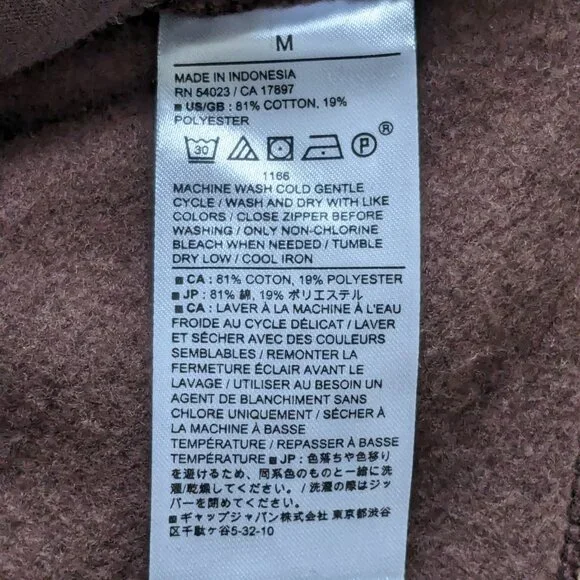 M
MADE IN INDONESIA
RN 54023 / CA 17897
■ US/GB : 81% COTTON, 19%
POLYESTER
30 P ®
1166
MACHINE WASH COLD GENTLE
CYCLE / WASH AND DRY WITH LIKE
COLORS / CLOSE ZIPPER BEFORE
WASHING / ONLY NON-CHLORINE
BLEACH WHEN NEEDED / TUMBLE
DRY LOW / COOL IRON
■ CA : 81% COTON, 19% POLYESTER
■ JP : 81% 綿, 19% ポリエステル
■ CA : LAVER À LA MACHINE À L'EAU
FROIDE AU CYCLE DÉLICAT / LAVER
ET SÉCHER AVEC DES COULEURS
SEMBLABLES / REMONTER LA
FERMETURE ÉCLAIR AVANT LE
LAVAGE / UTILISER AU BESOIN UN
AGENT DE BLANCHIMENT SANS
CHLORE UNIQUEMENT / SÉCHER À
LA MACHINE À BASSE
TEMPÉRATURE / REPASSER À BASSE
TEMPÉRATURE ■ JP : 色落ちや色移り
を避けるため、同系色のものと一緒に洗
濯/乾燥してください。/ 洗濯の際はジッ
パーを閉めてください。
■ ギャップジャパン株式会社 東京都渋谷
区千駄ヶ谷5-32-10